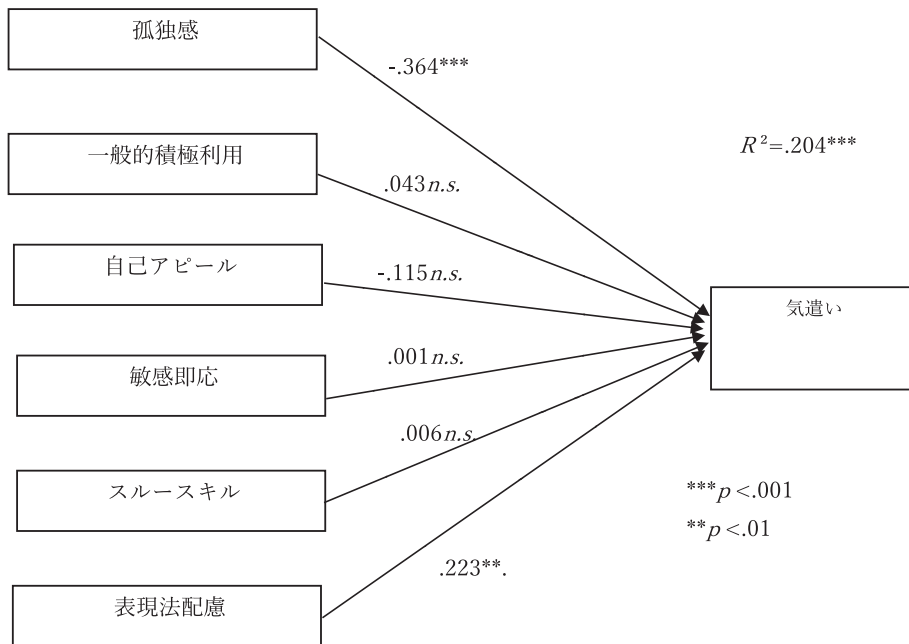 孤独感
-.364***
R²=.204***
一般的積極利用
.043n.s.
自己アピール
-.115n.s.
気遣い
敏感即応
.001n.s.
.006n.s.
スルースキル
***p<.001
**p<.01
.223**.
表現法配慮